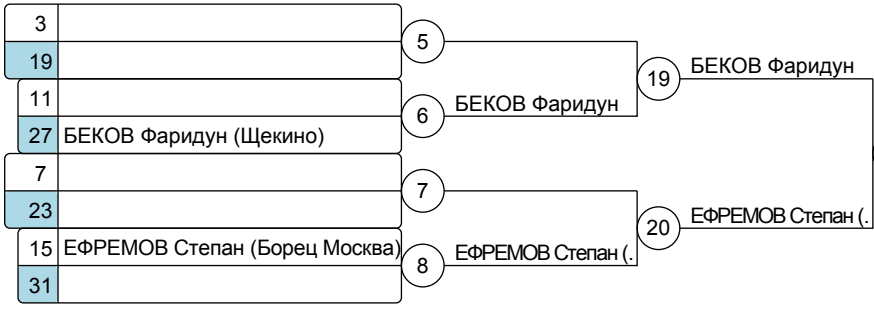 3
5
19
19 БЕКОВ Фаридун
11
6 БЕКОВ Фаридун
27 БЕКОВ Фаридун (Щекино)
7
7
23
20 ЕФРЕМОВ Степан (.
15 ЕФРЕМОВ Степан (Борец Москва)
8 ЕФРЕМОВ Степан (.
31